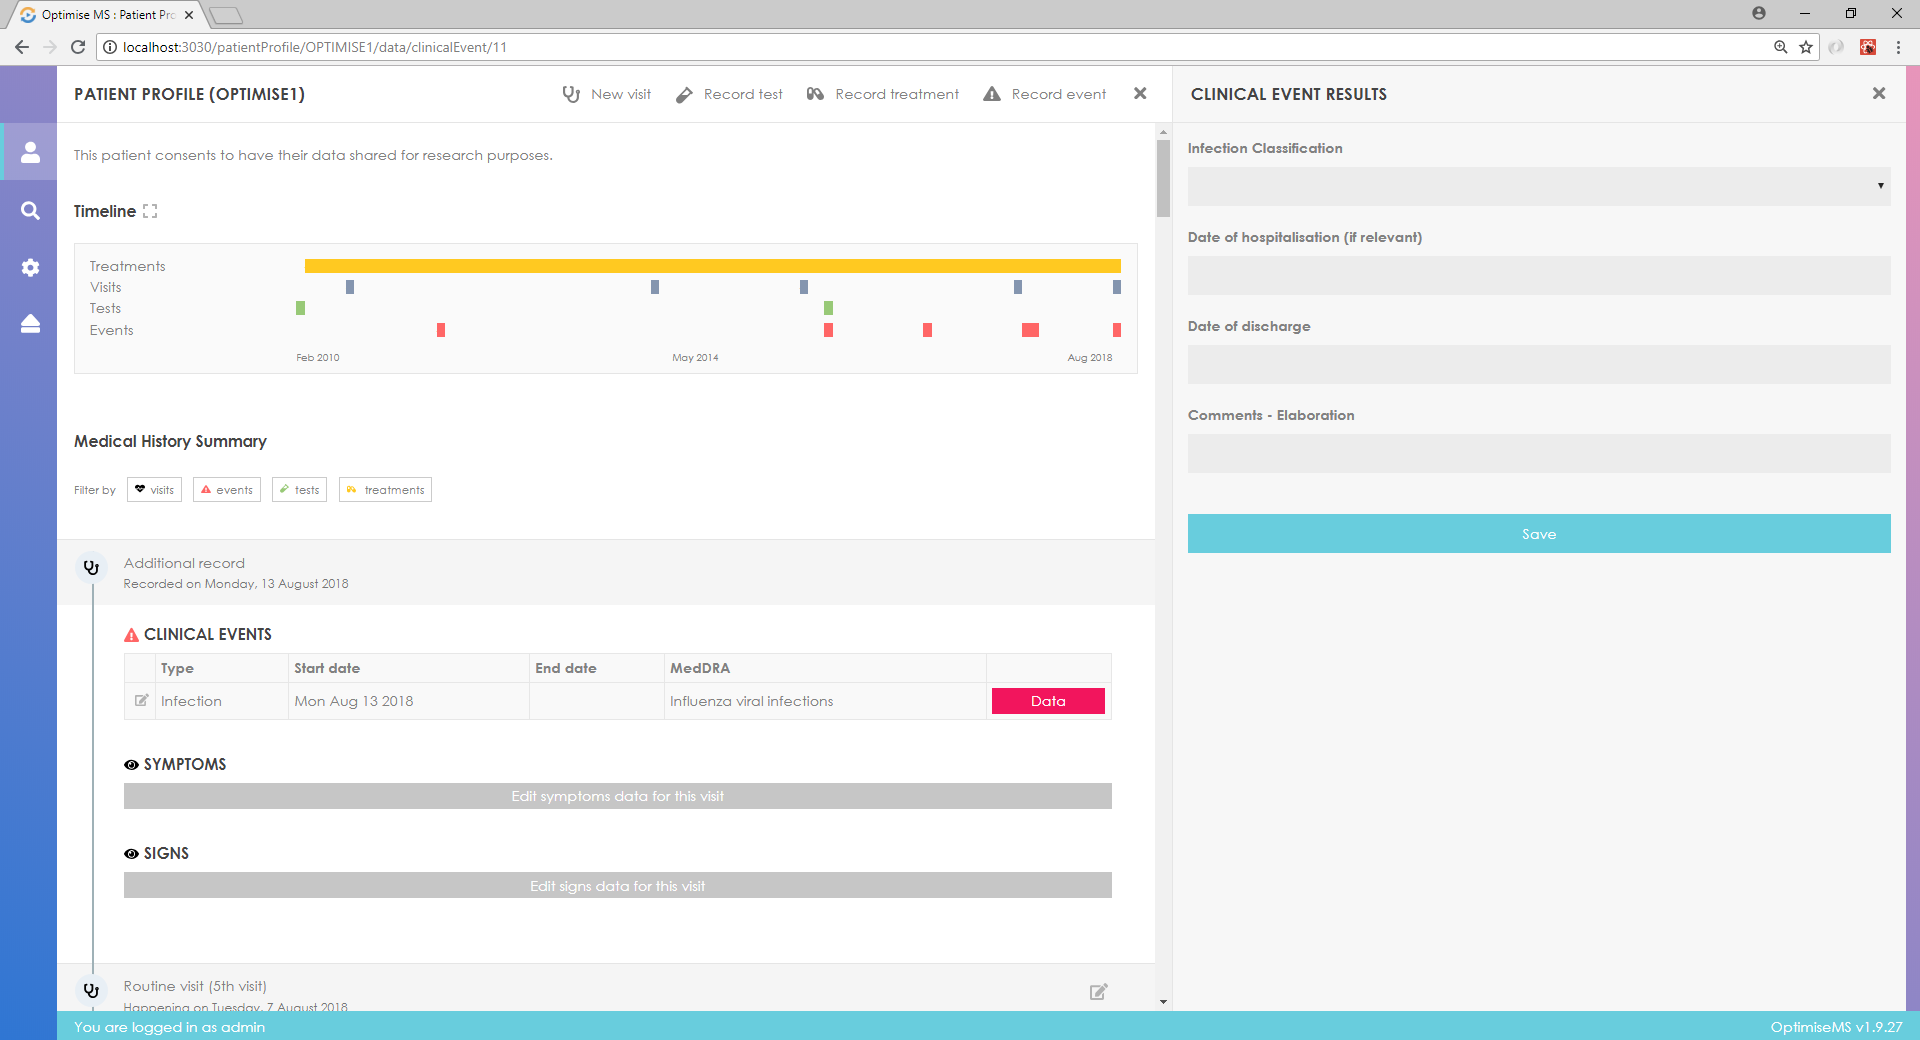 Optimise MS : Patient Pro
localhost:3030/patientProfile/OPTIMISE1/data/clinicalEvent/11
PATIENT PROFILE (OPTIMISE1)
New visit
Record test
Record treatment
Record event
This patient consents to have their data shared for research purposes.
Timeline
Treatments
Visits
Tests
Events
Feb 2010
May 2014
Aug 2018
Medical History Summary
Filter by
visits
events
tests
treatments
Additional record
Recorded on Monday, 13 August 2018
CLINICAL EVENTS
Type Start date End date MedDRA
Infection Mon Aug 13 2018 Influenza viral infections Data
SYMPTOMS
Edit symptoms data for this visit
SIGNS
Edit signs data for this visit
Routine visit (5th visit)
Happening on Tuesday, 7 August 2018
CLINICAL EVENT RESULTS
Infection Classification
Date of hospitalisation (if relevant)
Date of discharge
Comments - Elaboration
Save
You are logged in as admin
OptimiseMS v1.9.27